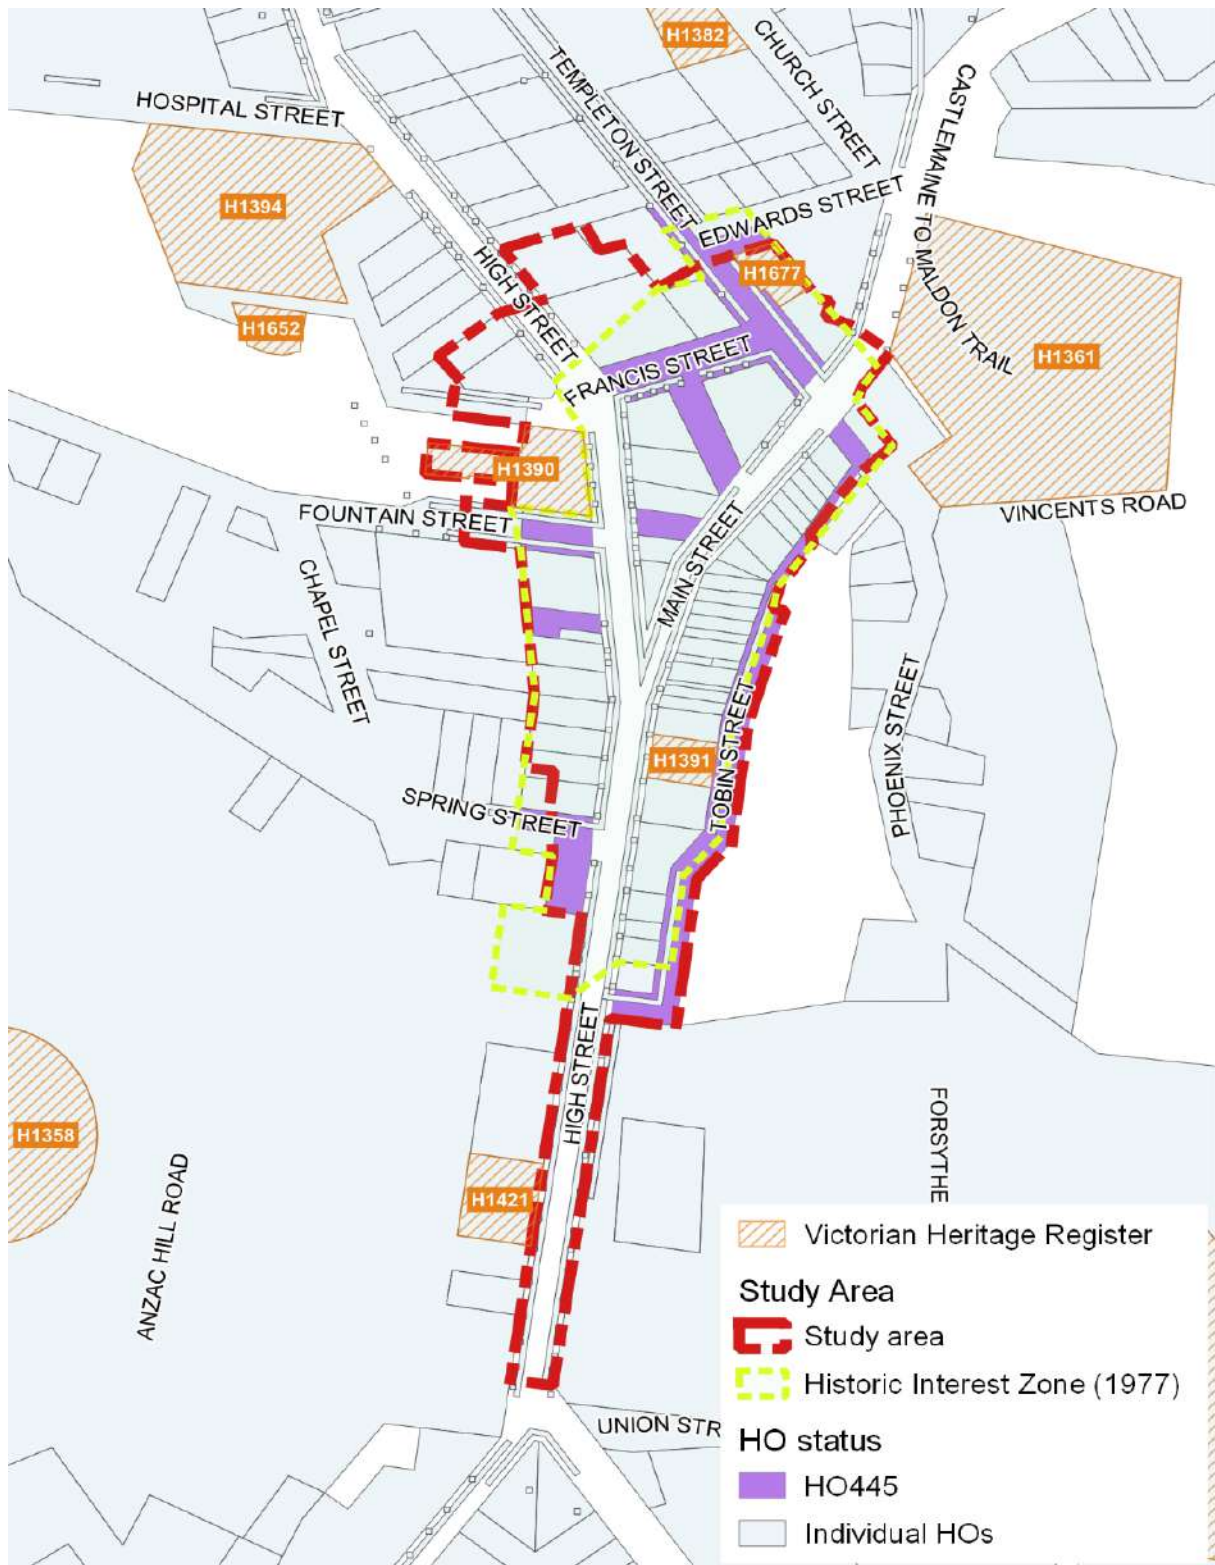 H1382
CHURCH STREET
TEMPLETON STREET
CASTLEMAINE TO MALDON TRAIL
HOSPITAL STREET
H1394
EDWARDS STREET
HIGH STREET
H1677
H1652
H1361
FRANCIS STREET
H1390
FOUNTAIN STREET
VINCENTS ROAD
CHAPEL STREET
MAIN STREET
PHOENIX STREET
TOBIN STREET
H1391
SPRING STREET
HIGH STREET
FORSYTHE
H1358
H1421
ANZAC HILL ROAD
UNION STR
Victorian Heritage Register
Study Area
Study area
Historic Interest Zone (1977)
HO status
HO445
Individual HOs